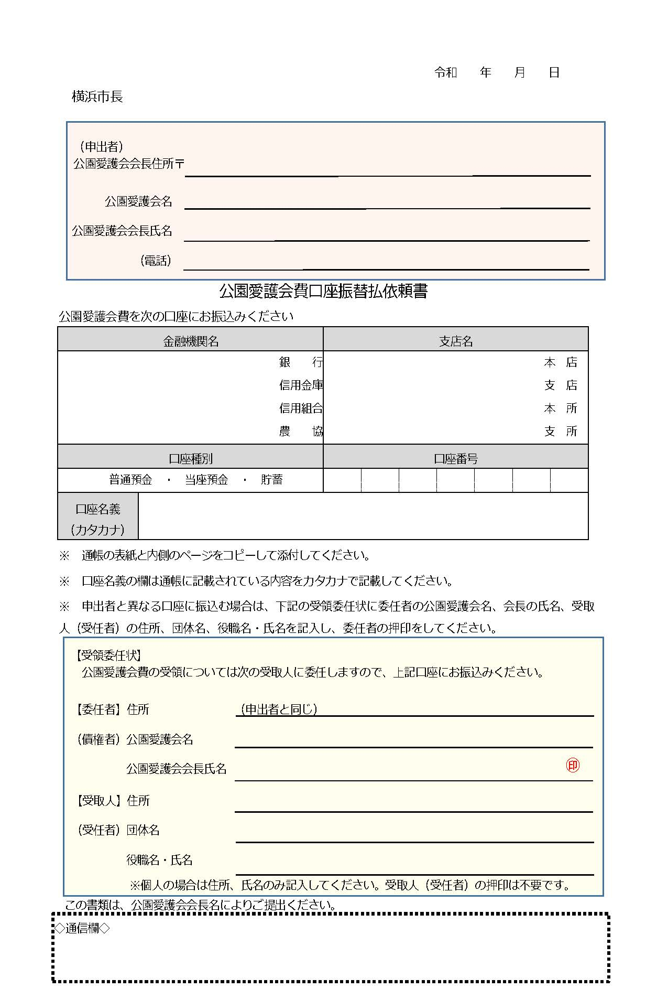 令和　　年　　月　　日
横浜市長
（申出者）
公園愛護会会長住所〒
公園愛護会名
公園愛護会会長氏名
（電話）
公園愛護会費口座振替払依頼書
公園愛護会費を次の口座にお振込みください
金融機関名　支店名
銀　　行　本　店
信用金庫　支　店
信用組合　本　所
農　　協　支　所
口座種別　口座番号
普通預金　・　当座預金　・　貯蓄
口座名義
（カタカナ）
※　通帳の表紙と内側のページをコピーして添付してください。
※　口座名義の欄は通帳に記載されている内容をカタカナで記載してください。
※　申出者と異なる口座に振込む場合は、下記の受領委任状に委任者の公園愛護会名、会長の氏名、受取
人（受任者）の住所、団体名、役職名・氏名を記入し、委任者の押印をしてください。
【受領委任状】
公園愛護会費の受領については次の受取人に委任しますので、上記口座にお振込みください。
【委任者】住所　（申出者と同じ）
（債権者）公園愛護会名
公園愛護会会長氏名　㊞
【受取人】住所
（受任者）団体名
役職名・氏名
※個人の場合は住所、氏名のみ記入してください。受取人（受任者）の押印は不要です。
この書類は、公園愛護会会長名によりご提出ください。
◇通信欄◇